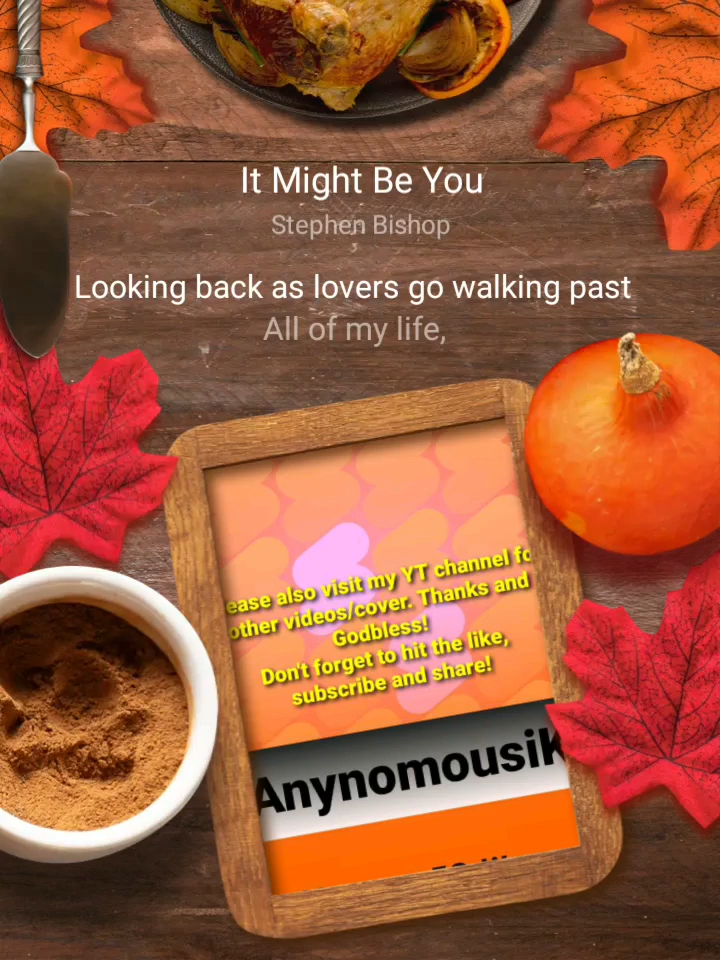 It Might Be You
Stephen Bishop
Looking back as lovers go walking past
All of my life,
ease also visit my YT channel fo
other videos/cover. Thanks and
Godbless!
Don't forget to hit the like,
subscribe and share!
Anynomousik